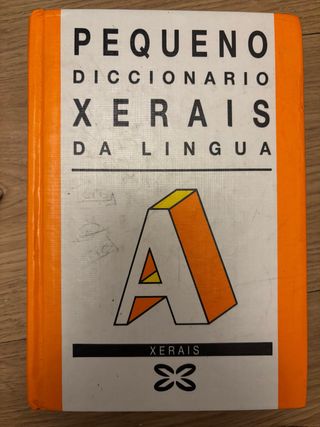 PEQUENO
DICCIONARIO
XERAIS
DA LINGUA
A
XERAIS